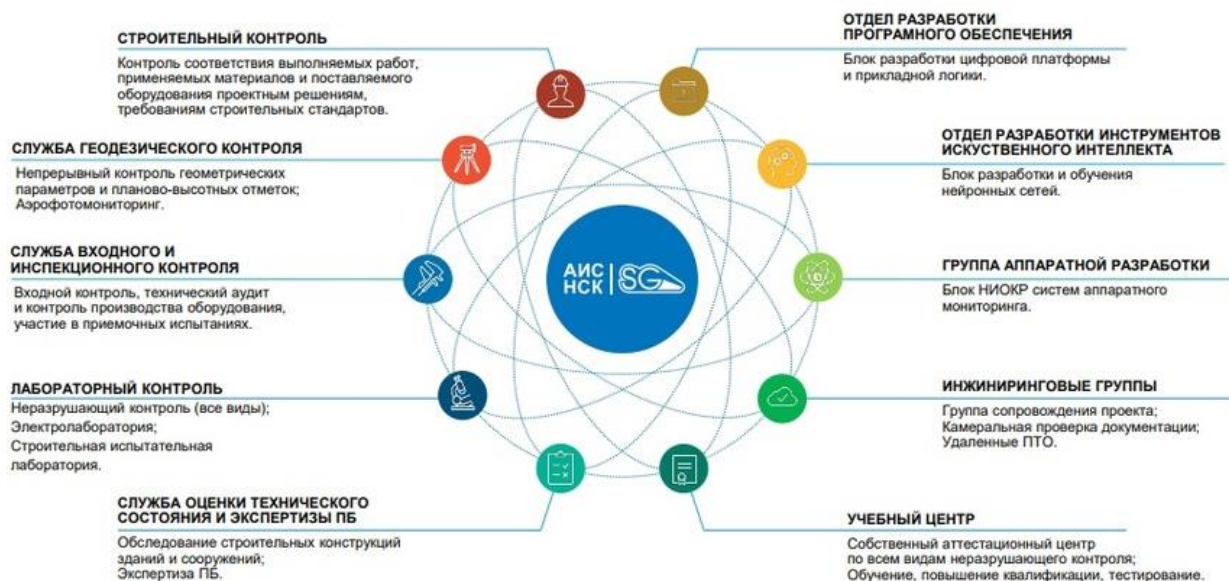 СТРОИТЕЛЬНЫЙ КОНТРОЛЬ
Контроль соответствия выполняемых работ,
применяемых материалов и поставляемого
оборудования проектным решениям,
требованиям строительных стандартов.
СЛУЖБА ГЕОДЕЗИЧЕСКОГО КОНТРОЛЯ
Непрерывный контроль геометрических
параметров и планово-высотных отметок;
Аэрофотомониторинг.
СЛУЖБА ВХОДНОГО И
ИНСПЕКЦИОННОГО КОНТРОЛЯ
Входной контроль, технический аудит
и контроль производства оборудования,
участие в приемочных испытаниях.
ЛАБОРАТОРНЫЙ КОНТРОЛЬ
Неразрушающий контроль (все виды);
Электролаборатория;
Строительная испытательная
лаборатория.
СЛУЖБА ОЦЕНКИ ТЕХНИЧЕСКОГО
СОСТОЯНИЯ И ЭКСПЕРТИЗЫ ПБ
Обследование строительных конструкций
зданий и сооружений;
Экспертиза ПБ.
АИС
НСК
SG
ОТДЕЛ РАЗРАБОТКИ
ПРОГРАМНОГО ОБЕСПЕЧЕНИЯ
Блок разработки цифровой платформы
и прикладной логики.
ОТДЕЛ РАЗРАБОТКИ ИНСТРУМЕНТОВ
ИСКУСТВЕННОГО ИНТЕЛЛЕКТА
Блок разработки и обучения
нейронных сетей.
ГРУППА АППАРАТНОЙ РАЗРАБОТКИ
Блок НИОКР систем аппаратного
мониторинга.
ИНЖИНИРИНГОВЫЕ ГРУППЫ
Группа сопровождения проекта;
Камеральная проверка документации;
Удаленные ПТО.
УЧЕБНЫЙ ЦЕНТР
Собственный аттестационный центр
по всем видам неразрушающего контроля;
Обучение, повышение квалификации, тестирование.